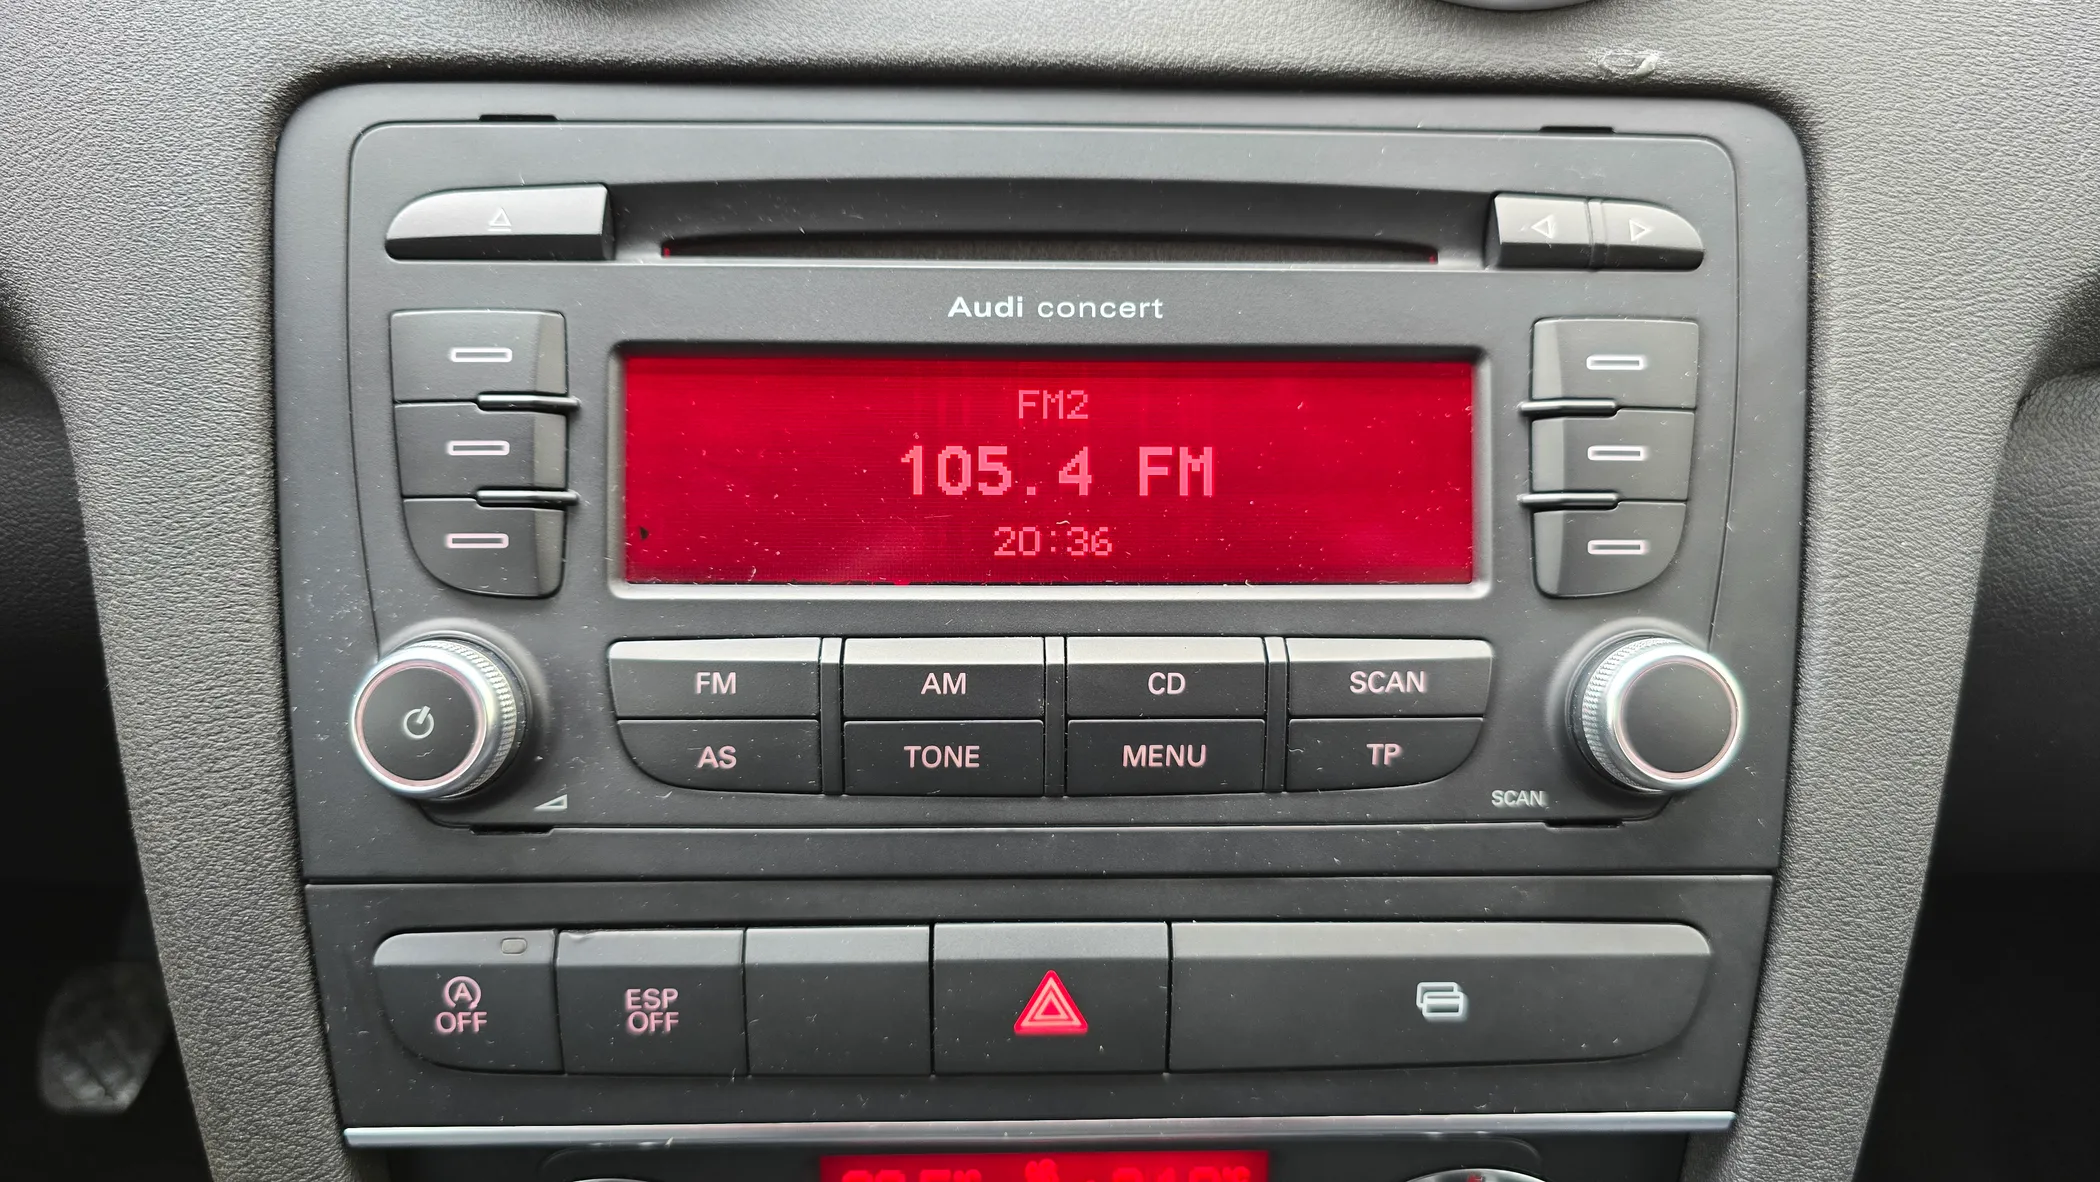 Audi concert
FM2
105.4 FM
20:36
FM
AM
CD
SCAN
AS
TONE
MENU
TP
SCAN
A
OFF
ESP
OFF